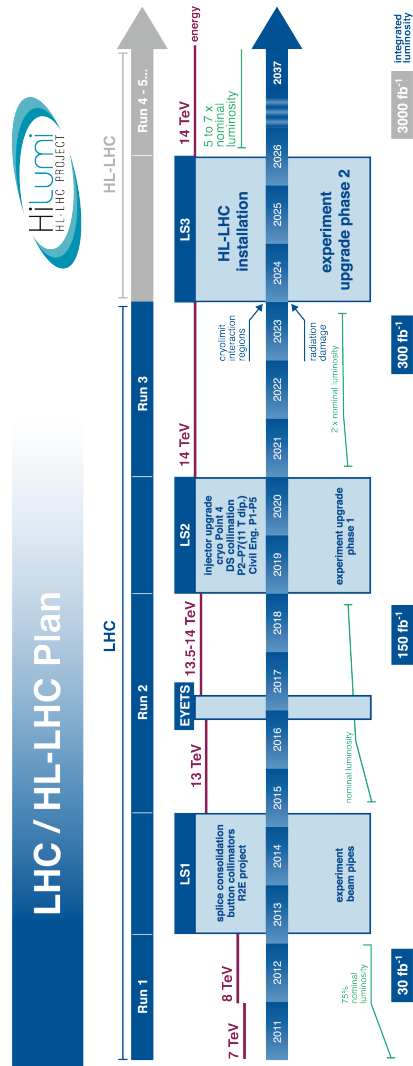 LHC / HL-LHC Plan
HiLumi
HL-LHC PROJECT
LHC
HL-LHC
Run 1
Run 2
Run 3
Run 4 - 5...
LS1
EYETS
LS2
LS3
7 TeV
8 TeV
13 TeV
13.5-14 TeV
14 TeV
14 TeV
energy
splice consolidation
button collimators
R2E project
injector upgrade
cryo Point 4
DS collimation
P2–P7(11 T dip.)
Civil Eng. P1-P5
cryolimit
interaction
regions
HL-LHC
installation
5 to 7 x
nominal
luminosity
2011
2012
2013
2014
2015
2016
2017
2018
2019
2020
2021
2022
2023
2024
2025
2026
2037
75%
nominal
luminosity
experiment
beam pipes
nominal luminosity
experiment upgrade
phase 1
2 x nominal luminosity
radiation
damage
experiment
upgrade phase 2
30 fb-1
150 fb-1
300 fb-1
3000 fb-1
integrated
luminosity